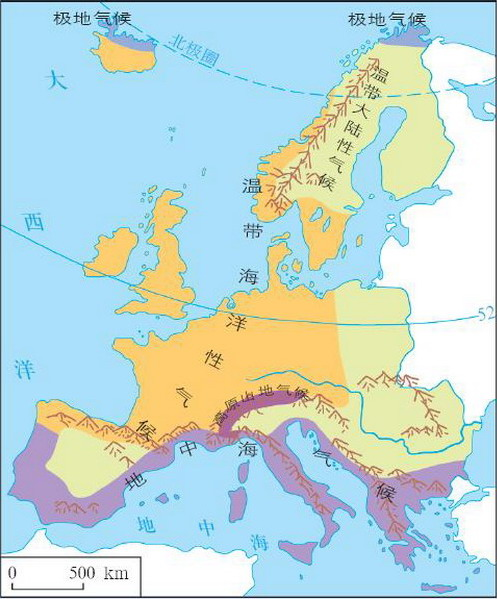 极地气候
极地气候
北极圈
温带大陆性气候
大西洋
温带海洋性气候
52
高原山地气候
地中海气候
地中海
0 500 km